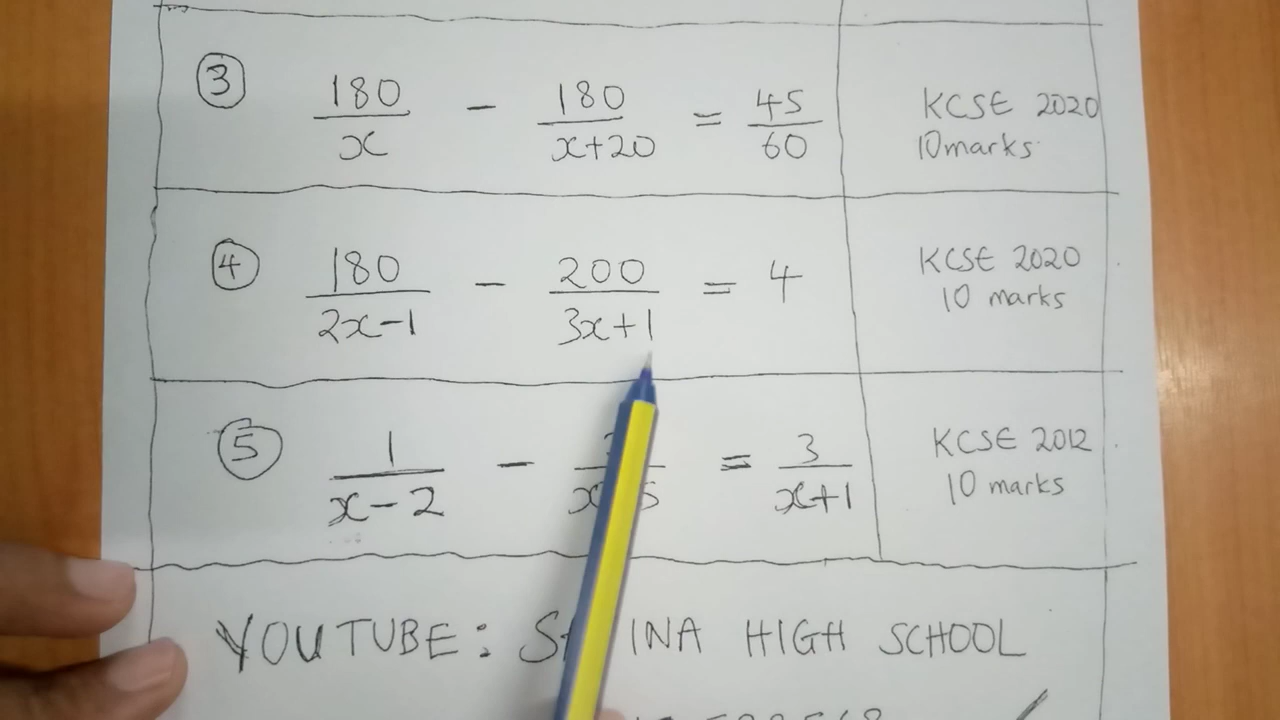 ③ 180/x - 180/(x+20) = 45/60 KCSE 2020
10marks
④ 180/(2x-1) - 200/(3x+1) = 4 KCSE 2020
10 marks
⑤ 1/(x-2) - = 3/(x+1) KCSE 2012
10 marks
YOUTUBE: HIGH SCHOOL